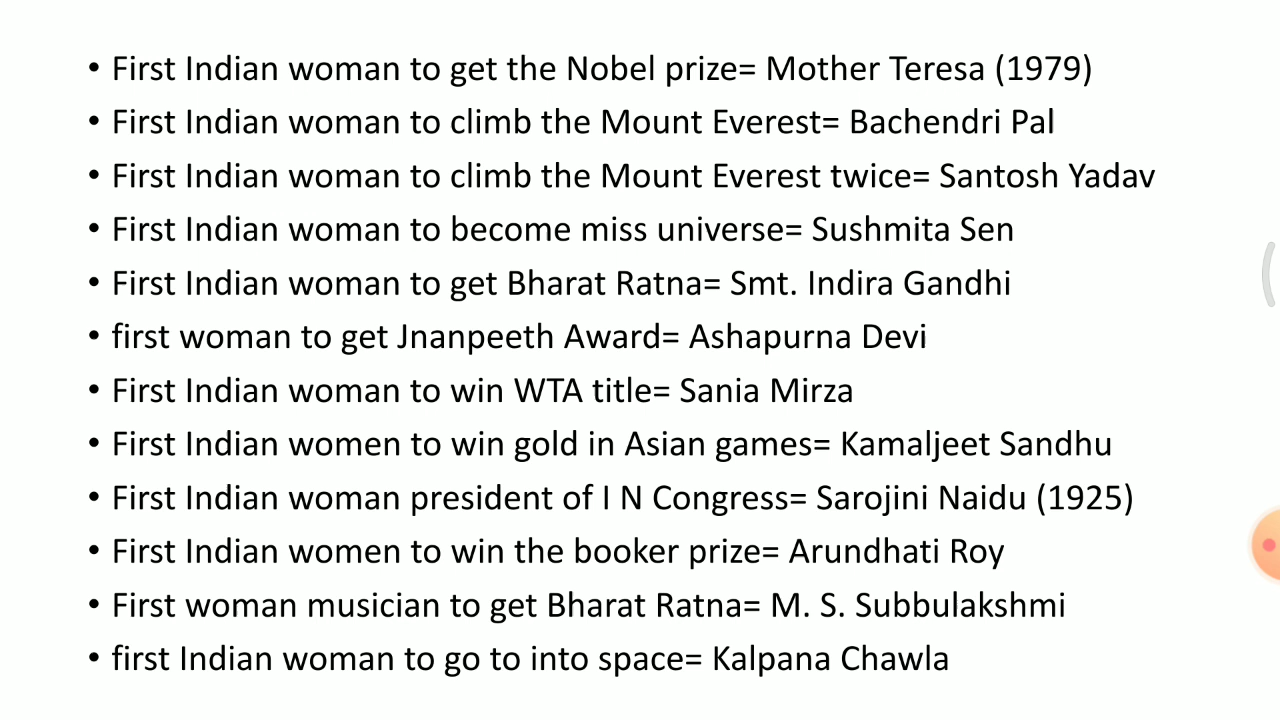 • First Indian woman to get the Nobel prize= Mother Teresa (1979)
• First Indian woman to climb the Mount Everest= Bachendri Pal
• First Indian woman to climb the Mount Everest twice= Santosh Yadav
• First Indian woman to become miss universe= Sushmita Sen
• First Indian woman to get Bharat Ratna= Smt. Indira Gandhi
• first woman to get Jnanpeeth Award= Ashapurna Devi
• First Indian woman to win WTA title= Sania Mirza
• First Indian women to win gold in Asian games= Kamaljeet Sandhu
• First Indian woman president of I N Congress= Sarojini Naidu (1925)
• First Indian women to win the booker prize= Arundhati Roy
• First woman musician to get Bharat Ratna= M. S. Subbulakshmi
• first Indian woman to go to into space= Kalpana Chawla